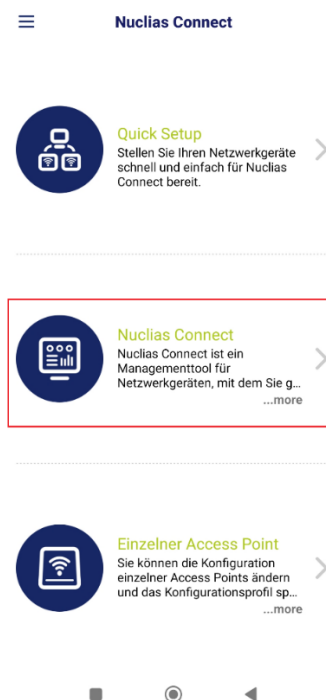 Nuclias Connect
Quick Setup
Stellen Sie Ihren Netzwerkgeräte
schnell und einfach für Nuclias
Connect bereit.
Nuclias Connect
Nuclias Connect ist ein
Managementtool für
Netzwerkgeräten, mit dem Sie g...
...more
Einzelner Access Point
Sie können die Konfiguration
einzelner Access Points ändern
und das Konfigurationsprofil sp...
...more